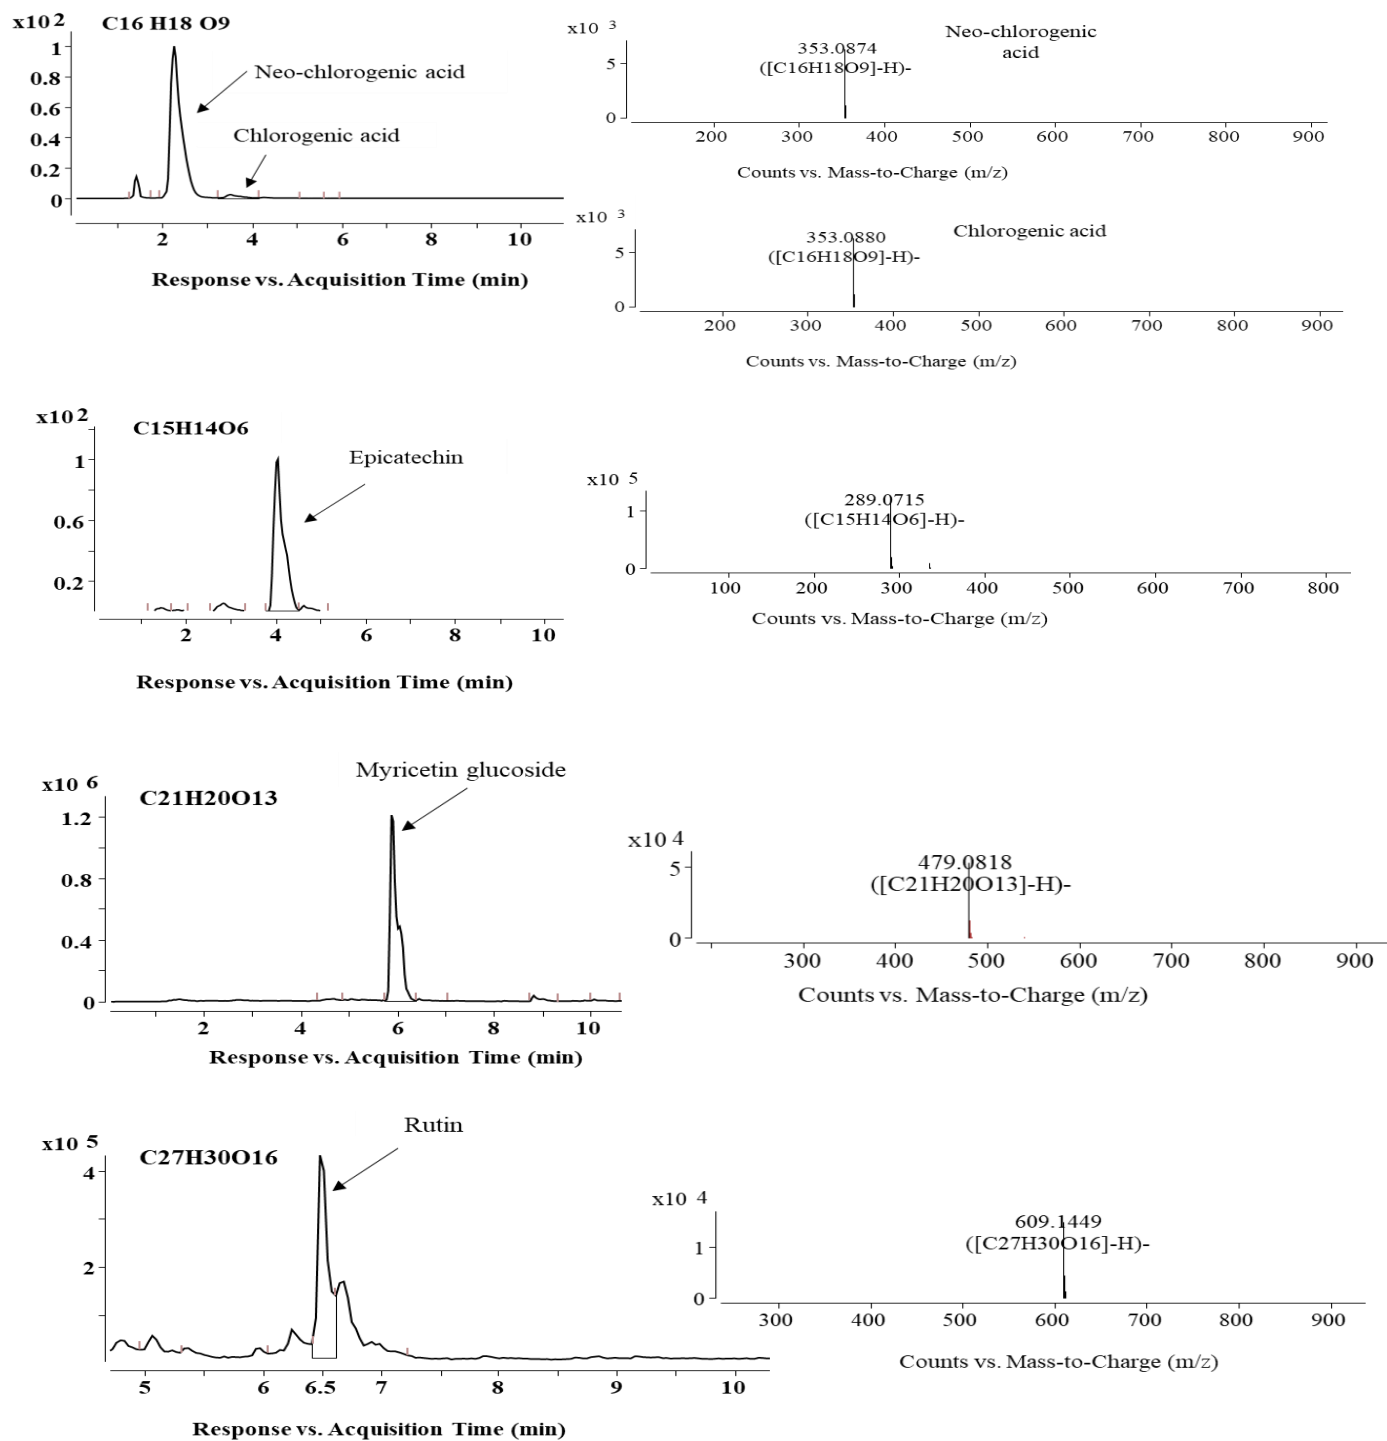 x10 2
C16 H18 O9
1
0.8
0.6
0.4
0.2
0
Neo-chlorogenic acid
Chlorogenic acid
2 4 6 8 10
Response vs. Acquisition Time (min)
x10 3
5
0
353.0874
([C16H18O9]-H)-
Neo-chlorogenic
acid
200 300 400 500 600 700 800 900
Counts vs. Mass-to-Charge (m/z)
x10 3
5
0
353.0880
([C16H18O9]-H)-
Chlorogenic acid
200 300 400 500 600 700 800 900
Counts vs. Mass-to-Charge (m/z)
x10 2
C15H14O6
1
0.6
0.2
Epicatechin
2 4 6 8 10
Response vs. Acquisition Time (min)
x10 5
1
0
289.0715
([C15H14O6]-H)-
100 200 300 400 500 600 700 800
Counts vs. Mass-to-Charge (m/z)
x10 6
C21H20O13
1.2
0.8
0.4
0
Myricetin glucoside
2 4 6 8 10
Response vs. Acquisition Time (min)
x10 4
5
0
479.0818
([C21H20O13]-H)-
300 400 500 600 700 800 900
Counts vs. Mass-to-Charge (m/z)
x10 5
C27H30O16
4
2
Rutin
5 6 6.5 7 8 9 10
Response vs. Acquisition Time (min)
x10 4
1
0
609.1449
([C27H30O16]-H)-
300 400 500 600 700 800 900
Counts vs. Mass-to-Charge (m/z)